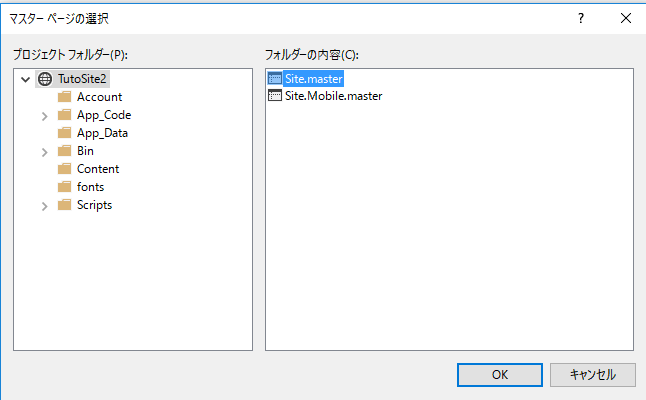 マスター ページの選択
プロジェクト フォルダー(P):
TutoSite2
Account
App_Code
App_Data
Bin
Content
fonts
Scripts
フォルダーの内容(C):
Site.master
Site.Mobile.master
OK
キャンセル